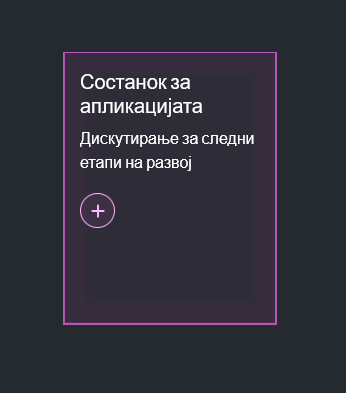 Состанок за
апликацијата
Дискутирање за следни
етапи на развој